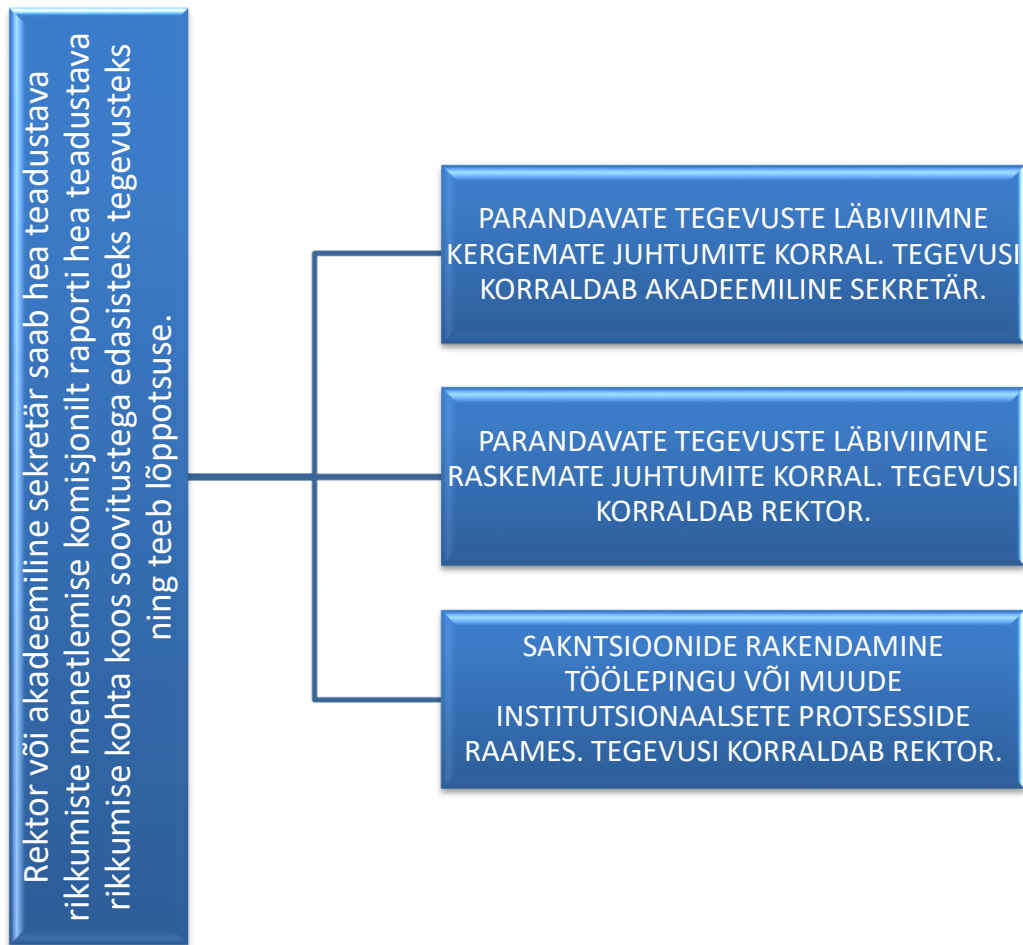 Rektor või akadeemiline sekretär saab hea teadustava
rikkumiste menetlemise komisjonilt raporti hea teadustava
rikkumise kohta koos soovitustega edasisteks tegevusteks
ning teeb lõppotsuse.
PARANDAVATE TEGEVUSTE LÄBIVIIMNE
KERGEMATE JUHTUMITE KORRAL. TEGEVUSI
KORRALDAB AKADEEMILINE SEKRETÄR.
PARANDAVATE TEGEVUSTE LÄBIVIIMNE
RASKEMATE JUHTUMITE KORRAL. TEGEVUSI
KORRALDAB REKTOR.
SAKNTSIOONIDE RAKENDAMINE
TÖÖLEPINGU VÕI MUUDE
INSTITUTSIONAALSETE PROTSESSIDE
RAAMES. TEGEVUSI KORRALDAB REKTOR.